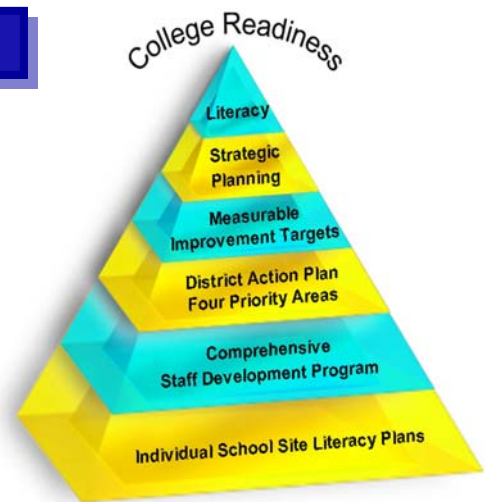 College Readiness
Literacy
Strategic
Planning
Measurable
Improvement Targets
District Action Plan
Four Priority Areas
Comprehensive
Staff Development Program
Individual School Site Literacy Plans